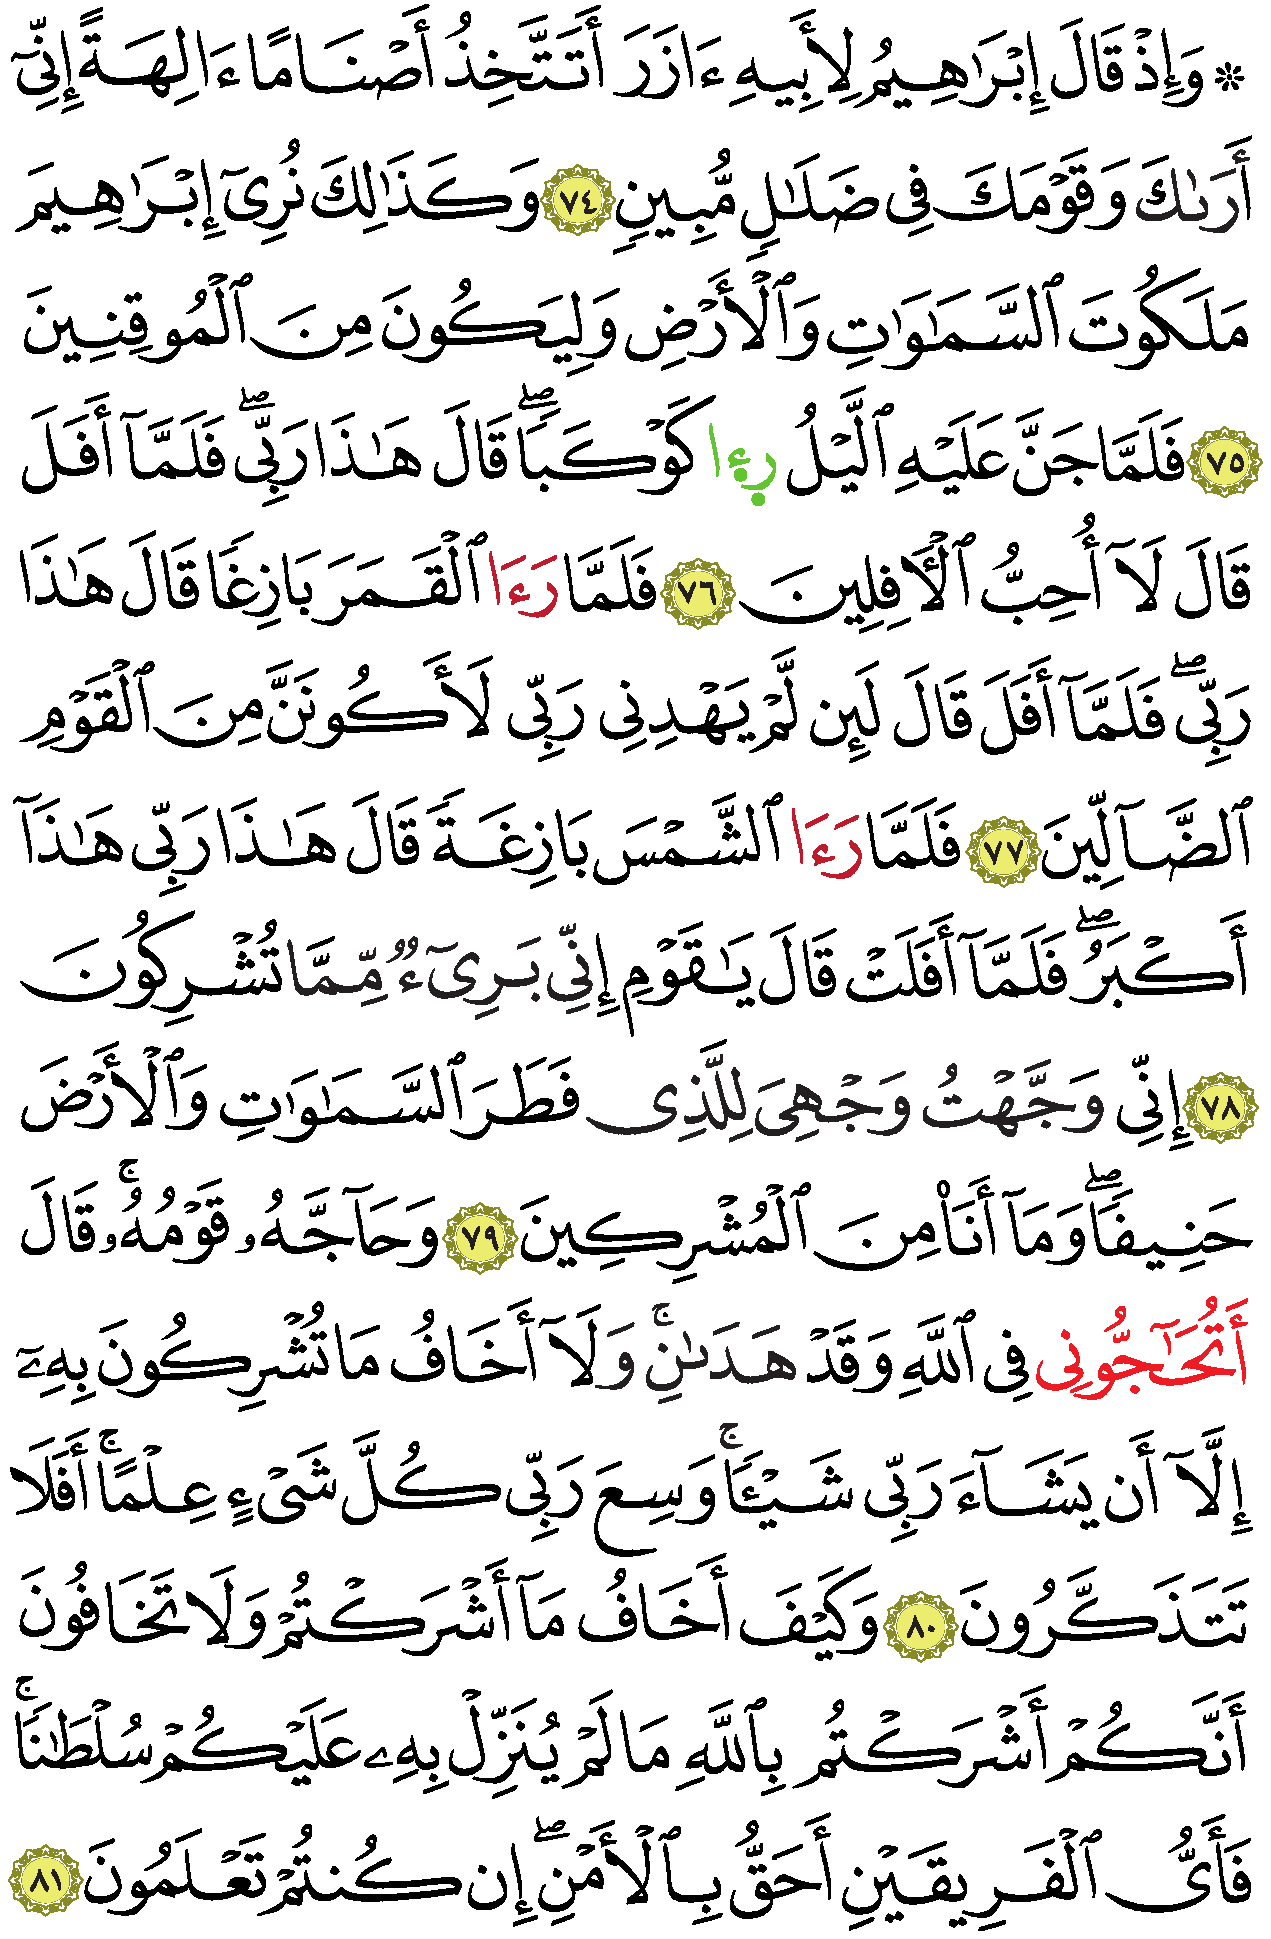 ۞ وَإِذْ قَالَ إِبْرَٰهِيمُ لِأَبِيهِ ءَازَرَ أَتَتَّخِذُ أَصْنَامًا ءَالِهَةً إِنِّيٓ
أَرَىٰكَ وَقَوْمَكَ فِى ضَلَٰلٍ مُّبِينٍ ٧٤ وَكَذَٰلِكَ نُرِىٓ إِبْرَٰهِيمَ
مَلَكُوتَ ٱلسَّمَٰوَٰتِ وَٱلْأَرْضِ وَلِيَكُونَ مِنَ ٱلْمُوقِنِينَ
٧٥ فَلَمَّا جَنَّ عَلَيْهِ ٱلَّيْلُ رِءِا كَوْكَبًاۖ قَالَ هَٰذَا رَبِّىۖ فَلَمَّآ أَفَلَ
قَالَ لَآ أُحِبُّ ٱلْأٓفِلِينَ ٧٦ فَلَمَّا رَءَا ٱلْقَمَرَ بَازِغًا قَالَ هَٰذَا
رَبِّىۖ فَلَمَّآ أَفَلَ قَالَ لَئِن لَّمْ يَهْدِنِى رَبِّى لَأَكُونَنَّ مِنَ ٱلْقَوْمِ
ٱلضَّآلِّينَ ٧٧ فَلَمَّا رَءَا ٱلشَّمْسَ بَازِغَةً قَالَ هَٰذَا رَبِّى هَٰذَآ
أَكْبَرُۖ فَلَمَّآ أَفَلَتْ قَالَ يَٰقَوْمِ إِنِّى بَرِىٓءٌ مِّمَّا تُشْرِكُونَ
٧٨ إِنِّى وَجَّهْتُ وَجْهِىَ لِلَّذِى فَطَرَ ٱلسَّمَٰوَٰتِ وَٱلْأَرْضَ
حَنِيفًاۖ وَمَآ أَنَا۠ مِنَ ٱلْمُشْرِكِينَ ٧٩ وَحَآجَّهُۥ قَوْمُهُۥۚ قَالَ
أَتُحَٰٓجُّونِى فِى ٱللَّهِ وَقَدْ هَدَىٰنِۚ وَلَآ أَخَافُ مَا تُشْرِكُونَ بِهِۦٓ
إِلَّآ أَن يَشَآءَ رَبِّى شَيْـًٔاۚ وَسِعَ رَبِّى كُلَّ شَىْءٍ عِلْمًاۚ أَفَلَا
تَتَذَكَّرُونَ ٨٠ وَكَيْفَ أَخَافُ مَآ أَشْرَكْتُمْ وَلَا تَخَافُونَ
أَنَّكُمْ أَشْرَكْتُم بِٱللَّهِ مَا لَمْ يُنَزِّلْ بِهِۦ عَلَيْكُمْ سُلْطَٰنًاۚ
فَأَىُّ ٱلْفَرِيقَيْنِ أَحَقُّ بِٱلْأَمْنِۖ إِن كُنتُمْ تَعْلَمُونَ ٨١